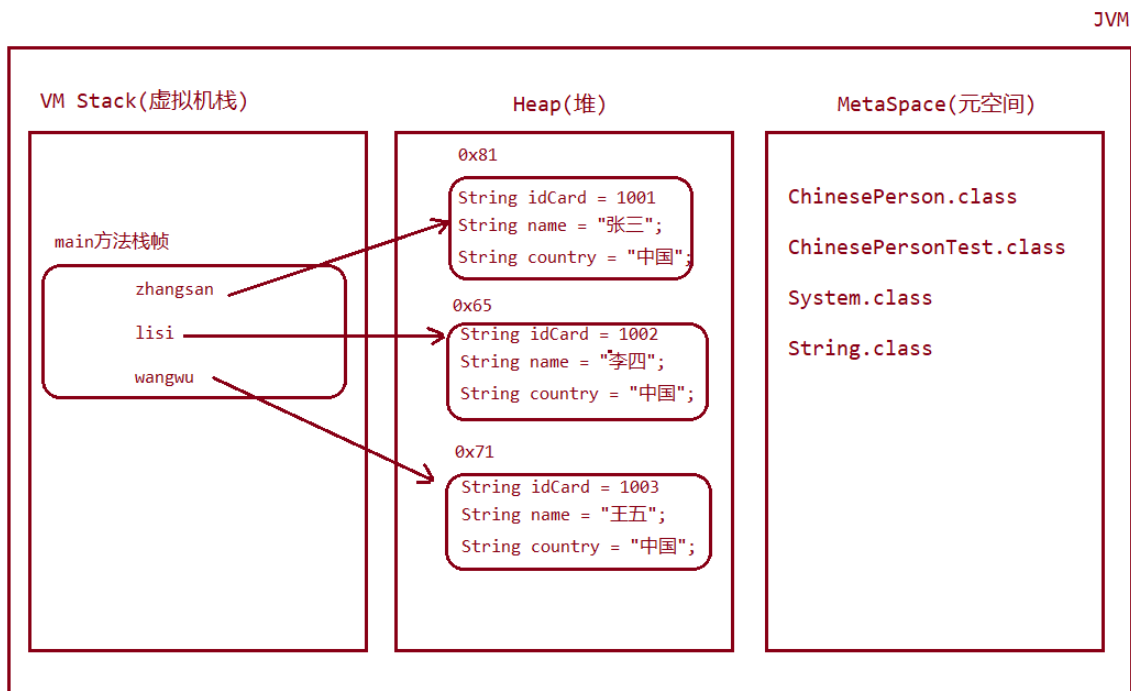 JVM
VM Stack(虚拟机栈)
main方法栈帧
zhangsan
lisi
wangwu
Heap(堆)
0x81
String idCard = 1001
String name = "张三";
String country = "中国";
0x65
String idCard = 1002
String name = "李四";
String country = "中国";
0x71
String idCard = 1003
String name = "王五";
String country = "中国";
MetaSpace(元空间)
ChinesePerson.class
ChinesePersonTest.class
System.class
String.class